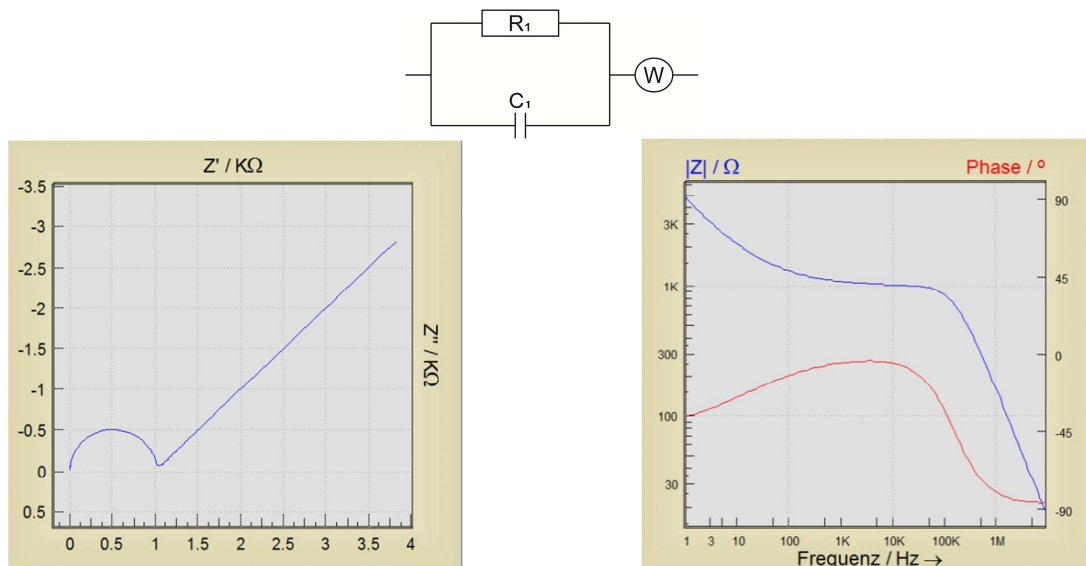 R₁
W
C₁
Z' / KΩ
-3.5
-3
-2.5
-2
-1.5
-1
-0.5
0
0.5
0 0.5 1 1.5 2 2.5 3 3.5 4
Z'' / KΩ
|Z| / Ω Phase / º
3K
1K
300
100
30
90
45
0
-45
-90
1 3 10 100 1K 10K 100K 1M
Frequenz / Hz →